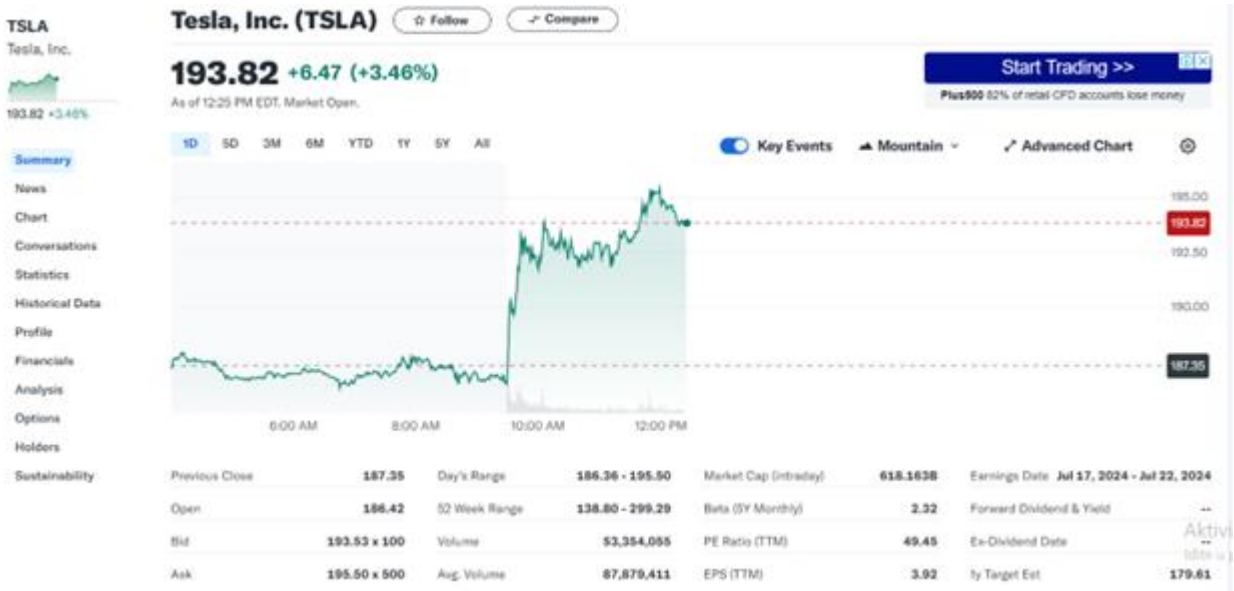 TSLA
Tesla, Inc.
193.82 +3.46%
Summary
News
Chart
Conversations
Statistics
Historical Data
Profile
Financials
Analysis
Options
Holders
Sustainability
Tesla, Inc. (TSLA) ☆ Follow Compare
193.82 +6.47 (+3.46%)
As of 12:25 PM EDT. Market Open.
Start Trading >>
Plus500 82% of retail CFD accounts lose money
1D 5D 3M 6M YTD 1Y 5Y All Key Events Mountain Advanced Chart
195.00
193.82
192.50
190.00
187.35
6:00 AM 8:00 AM 10:00 AM 12:00 PM
Previous Close 187.35 Day's Range 186.36 - 195.50 Market Cap (intraday) 618.163B Earnings Date Jul 17, 2024 - Jul 22, 2024
Open 186.42 52 Week Range 138.80 - 299.29 Beta (5Y Monthly) 2.32 Forward Dividend & Yield --
Bid 193.53 x 100 Volume 53,354,055 PE Ratio (TTM) 49.45 Ex-Dividend Date --
Ask 195.50 x 500 Avg. Volume 87,879,411 EPS (TTM) 3.92 1y Target Est 179.61
Aktiv